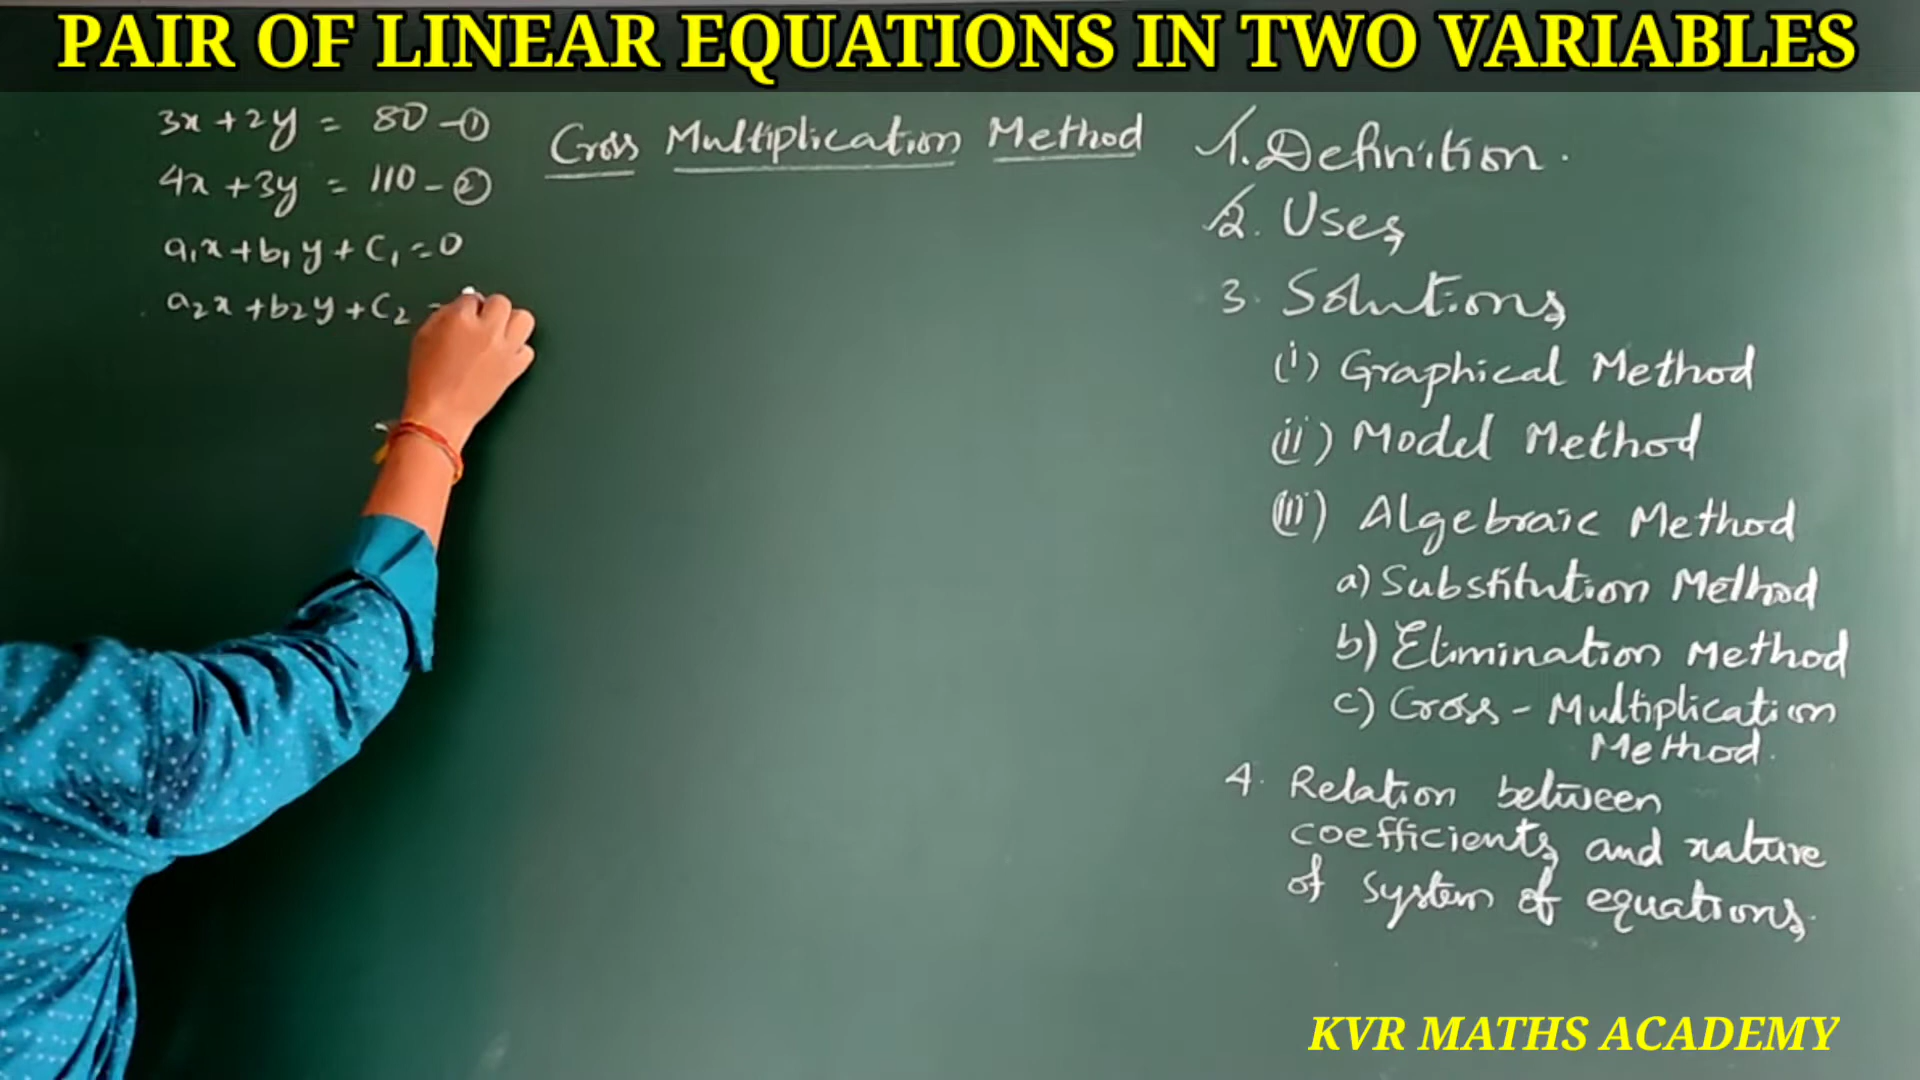 PAIR OF LINEAR EQUATIONS IN TWO VARIABLES
3x + 2y = 80 - ①
4x + 3y = 110 - ②
a₁x + b₁y + c₁ = 0
a₂x + b₂y + c₂ =
Cross Multiplication Method
1. Definition.
2. Uses
3. Solutions
(i) Graphical Method
(ii) Model Method
(iii) Algebraic Method
a) Substitution Method
b) Elimination Method
c) Cross - Multiplication
Method.
4. Relation between
coefficients and nature
of system of equations.
KVR MATHS ACADEMY